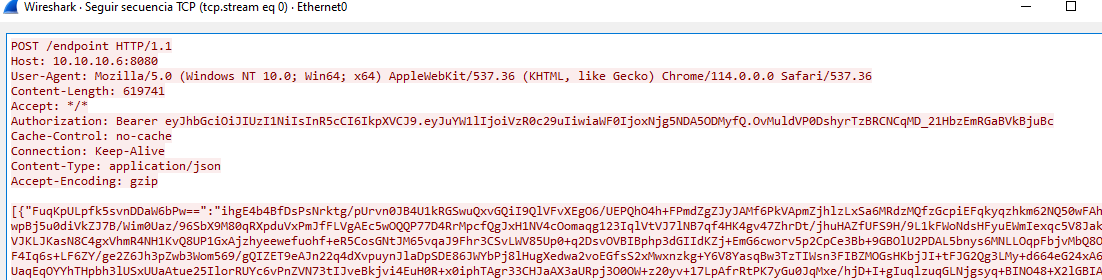 Wireshark · Seguir secuencia TCP (tcp.stream eq 0) · Ethernet0
POST /endpoint HTTP/1.1
Host: 10.10.10.6:8080
User-Agent: Mozilla/5.0 (Windows NT 10.0; Win64; x64) AppleWebKit/537.36 (KHTML, like Gecko) Chrome/114.0.0.0 Safari/537.36
Content-Length: 619741
Accept: */*
Authorization: Bearer eyJhbGciOiJIUzI1NiIsInR5cCI6IkpXVCJ9.eyJuYW1lIjoiVzR0c29uIiwiaWF0IjoxNjg5NDA5ODMyfQ.OvMuldVP0DshyrTzBRCNCqMD_21HbzEmRGaBVkBjuBc
Cache-Control: no-cache
Connection: Keep-Alive
Content-Type: application/json
Accept-Encoding: gzip
[{"FuqKpULpfk5svnDDaW6bPw==":"ihgE4b4BfDsPsNrktg/pUrvn0JB4U1kRGSwuQxvGQiI9QlVFvXEgO6/UEPQhO4h+FPmdZgZJyJAMf6PkVApmZjhlzLxSa6MRdzMQfzGcpiEFqkyqzhkm62NQ50wFAh
wpBj5u0diVkZJ7B/Wim0Uaz/96SbX9M80qRXpduVxPmJfFLVgAEc5wOQQP77D4RrMpcfQgJxH1NV4cOomaqg123IqlVtVJ7lNB7qf4HK4gv47ZhrDt/jhuHAZfUFS9H/9L1kFWoNdsHFyuEWmIexqc5V8Jak
VJKLJKasN8C4gxVhmR4NH1KvQ8UP1GxAjzhyeewefuohf+eR5CosGNtJM65vqaJ9Fhr3CSvLWV85Up0+q2DsvOVBIBphp3dGIIdKZj+EmG6cworv5p2CpCe3Bb+9GBOlU2PDAL5bnys6MNLLOqpFbjvMbQ8O
F4Iq6s+LF6ZY/ge2Z6Jh3pZwb3Wom569/gQIZET9eAJn22q4dXvpuynJlaDpSDE86JWYbPj8lHugXedwa2voEGfsS2xMwxnzkg+Y6V8YasqBw3TzTIWsn3FIBZMOGsHKbjJI+tFJG2Qg3LMy+d664eG24xA6
UaqEqOYYhTHpbh3lUSxUUaAtue25IlorRUYc6vPnZVN73tIJveBkjvi4EuH0R+x0iphTAgr33CHJaAX3aURpj3O0OW+z20yv+17LpAfrRtPK7yGu0JqMxe/hjD+I+gIuqlzuqGLNjgsyq+BINO4R+X2lGBIA